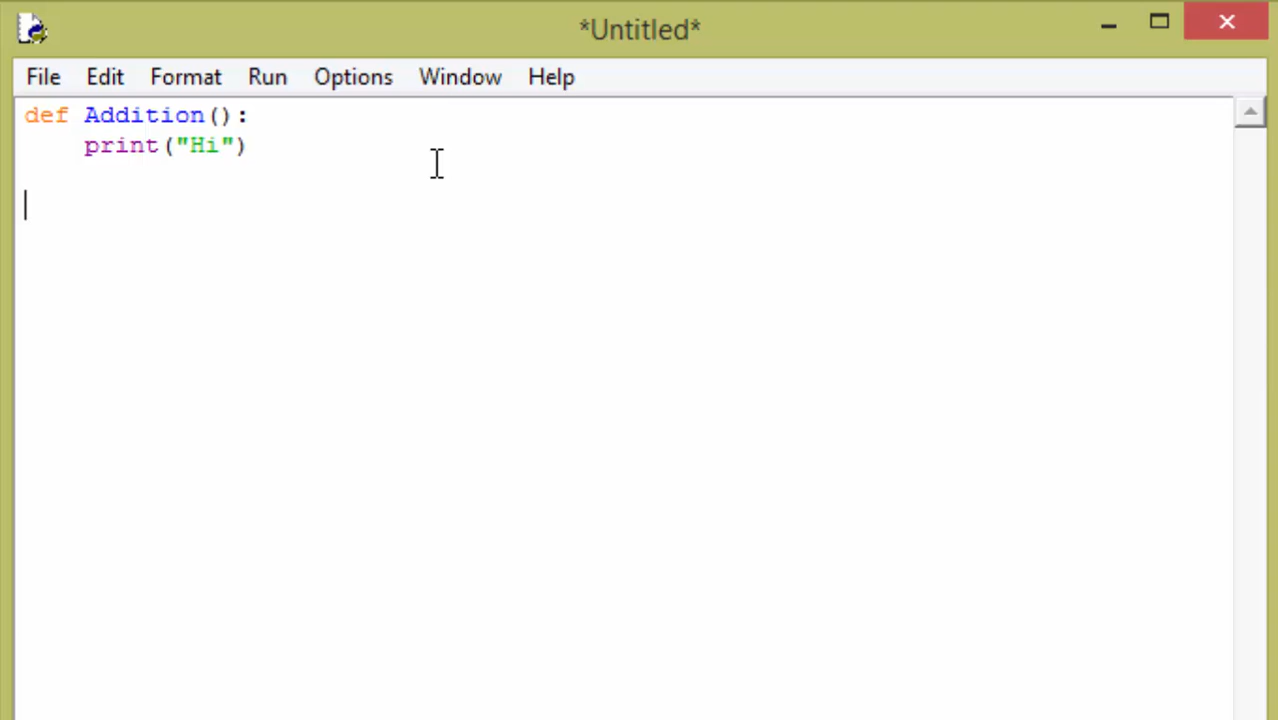 *Untitled*
File Edit Format Run Options Window Help
def Addition():
    print("Hi")